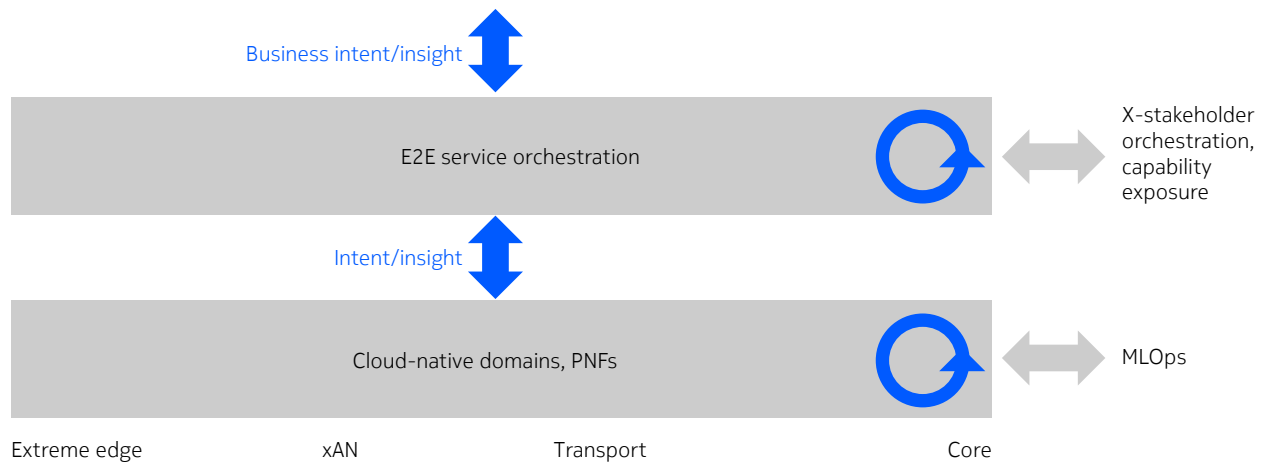 Business intent/insight
E2E service orchestration
X-stakeholder
orchestration,
capability
exposure
Intent/insight
Cloud-native domains, PNFs
MLOps
Extreme edge
xAN
Transport
Core